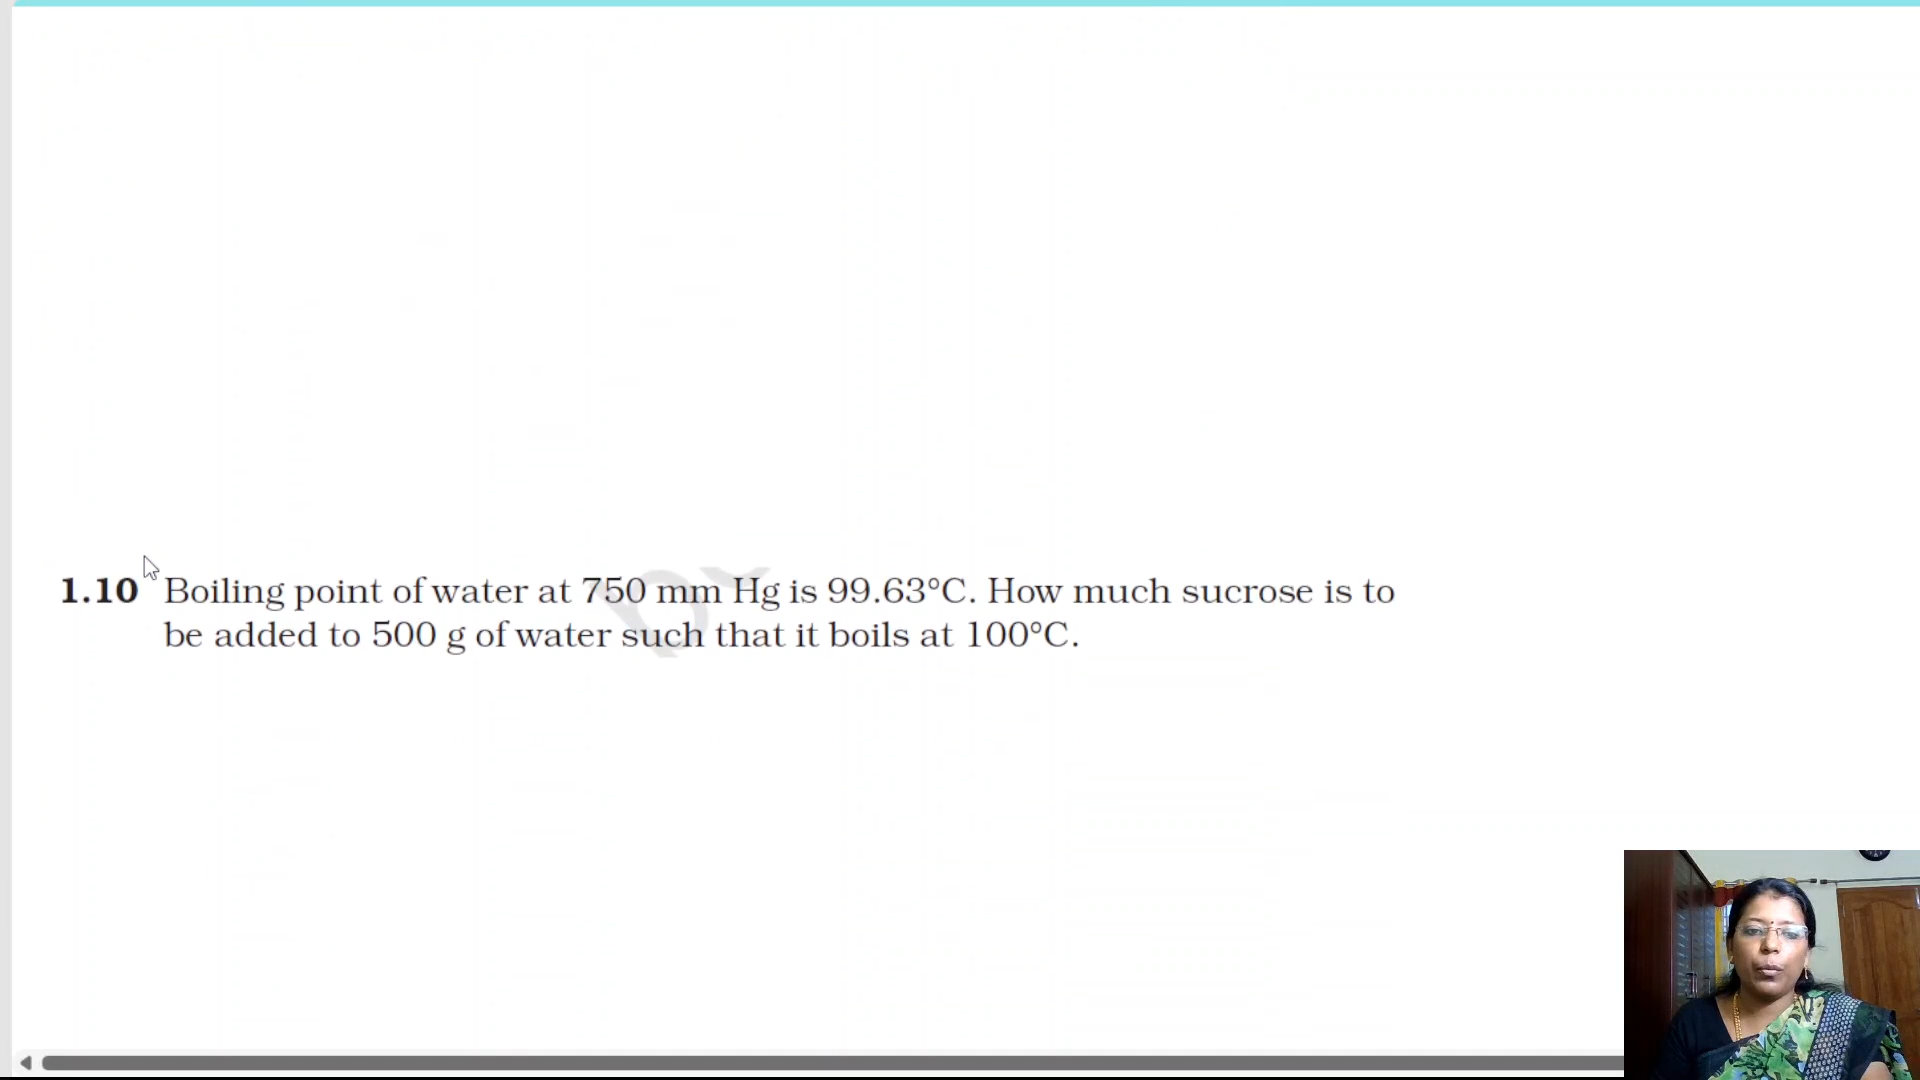 1.10 Boiling point of water at 750 mm Hg is 99.63°C. How much sucrose is to
be added to 500 g of water such that it boils at 100°C.